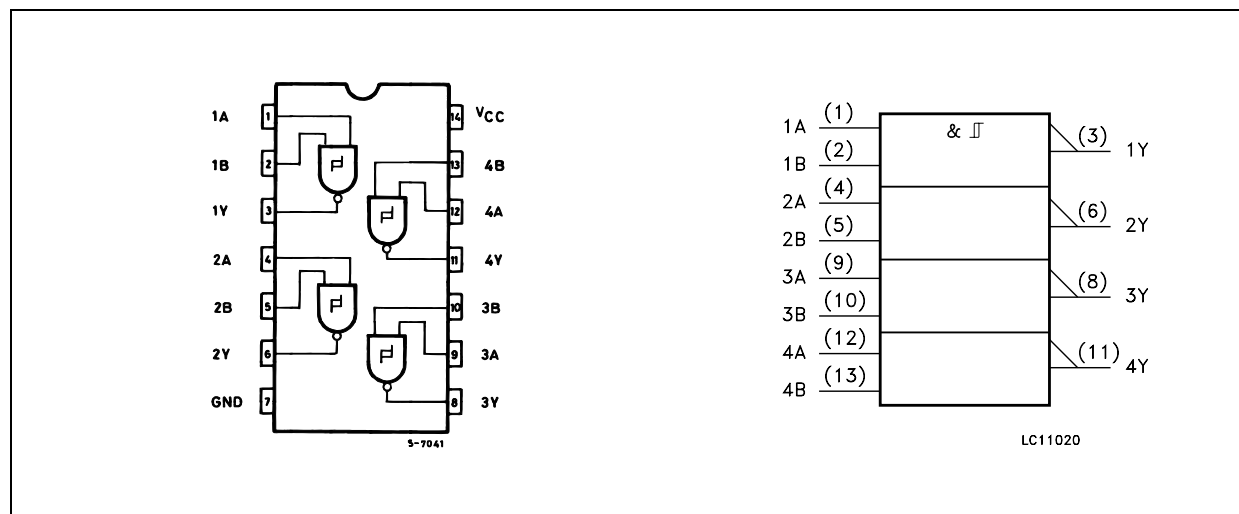 1A 1 14 VCC
1B 2 13 4B
1Y 3 12 4A
2A 4 11 4Y
2B 5 10 3B
2Y 6 9 3A
GND 7 8 3Y
S-7041
1A (1) & (3) 1Y
1B (2)
2A (4) (6) 2Y
2B (5)
3A (9) (8) 3Y
3B (10)
4A (12) (11) 4Y
4B (13)
LC11020